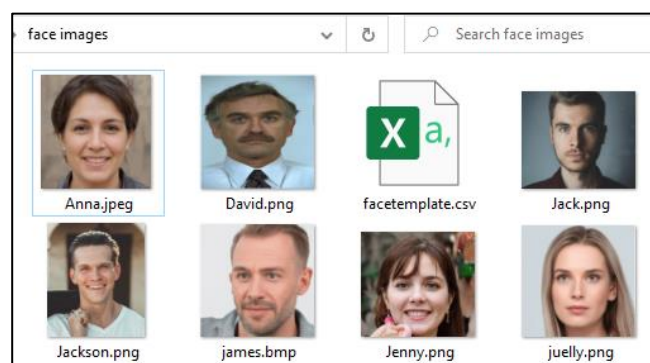 face images
Search face images
a,
X
Anna.jpeg
David.png
facetemplate.csv
Jack.png
Jackson.png
james.bmp
Jenny.png
juelly.png